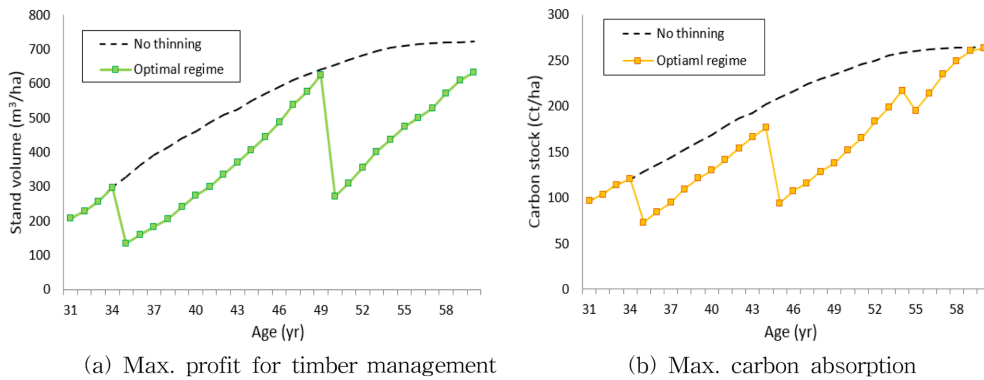 800
700
600
500
400
300
200
100
0
Stand volume (m³/ha)
No thinning
Optimal regime
31 34 37 40 43 46 49 52 55 58
Age (yr)
(a) Max. profit for timber management
300
250
200
150
100
50
0
Carbon stock (Ct/ha)
No thinning
Optiaml regime
31 34 37 40 43 46 49 52 55 58
Age (yr)
(b) Max. carbon absorption